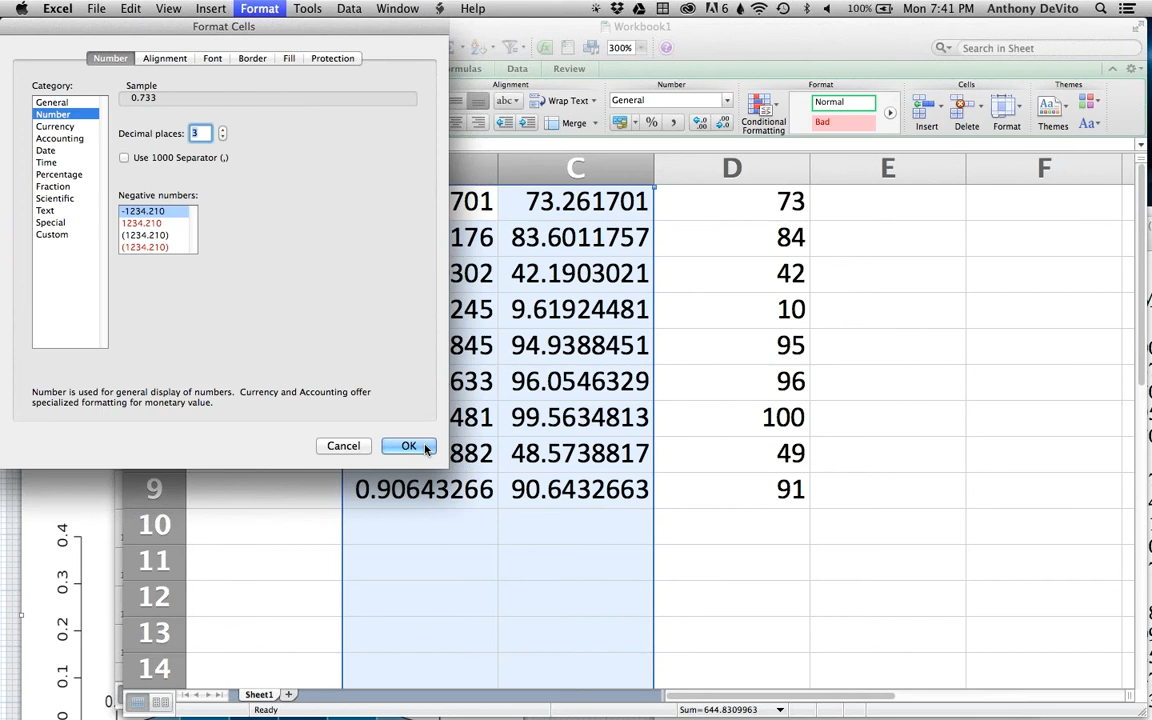 Excel File Edit View Insert Format Tools Data Window Help
6 100% Mon 7:41 PM Anthony DeVito
Format Cells
Number Alignment Font Border Fill Protection
Category:
General
Number
Currency
Accounting
Date
Time
Percentage
Fraction
Scientific
Text
Special
Custom
Sample
0.733
Decimal places: 3
Use 1000 Separator (,)
Negative numbers:
-1234.210
1234.210
(1234.210)
(1234.210)
Number is used for general display of numbers. Currency and Accounting offer
specialized formatting for monetary value.
Cancel OK
Workbook1
300% Search in Sheet
rmulas Data Review
Alignment Number Format Cells Themes
abc Wrap Text General Normal
Merge % Conditional Formatting Bad Insert Delete Format Themes Aa
C D E F
701 73.261701 73
176 83.6011757 84
302 42.1903021 42
245 9.61924481 10
845 94.9388451 95
633 96.0546329 96
481 99.5634813 100
882 48.5738817 49
9 0.90643266 90.6432663 91
10
11
12
13
14
0.4
0.3
0.2
0.1
Sheet1
Ready Sum=644.8309963